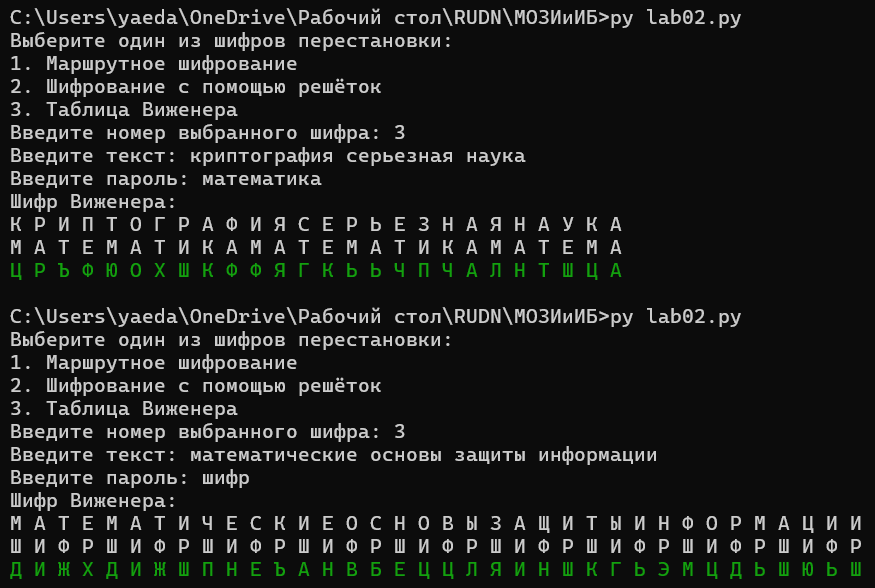 C:\Users\yaeda\OneDrive\Рабочий стол\RUDN\МОЗИиИБ>py lab02.py
Выберите один из шифров перестановки:
1. Маршрутное шифрование
2. Шифрование с помощью решёток
3. Таблица Виженера
Введите номер выбранного шифра: 3
Введите текст: криптография серьезная наука
Введите пароль: математика
Шифр Виженера:
К Р И П Т О Г Р А Ф И Я С Е Р Ь Е З Н А Я Н А У К А
М А Т Е М А Т И К А М А Т Е М А Т И К А М А Т Е М А
Ц Р Ъ Ф Ю О Х Ш К Ф Ф Я Г К Ь Ь Ч П Ч А Л Н Т Ш Ц А
C:\Users\yaeda\OneDrive\Рабочий стол\RUDN\МОЗИиИБ>py lab02.py
Выберите один из шифров перестановки:
1. Маршрутное шифрование
2. Шифрование с помощью решёток
3. Таблица Виженера
Введите номер выбранного шифра: 3
Введите текст: математические основы защиты информации
Введите пароль: шифр
Шифр Виженера:
М А Т Е М А Т И Ч Е С К И Е О С Н О В Ы З А Щ И Т Ы И Н Ф О Р М А Ц И И
Ш И Ф Р Ш И Ф Р Ш И Ф Р Ш И Ф Р Ш И Ф Р Ш И Ф Р Ш И Ф Р Ш И Ф Р Ш И Ф Р
Д И Ж Х Д И Ж Ш П Н Е Ъ А Н В Б Е Ц Ц Л Я И Н Ш К Г Ь Э М Ц Д Ь Ш Ю Ь Ш